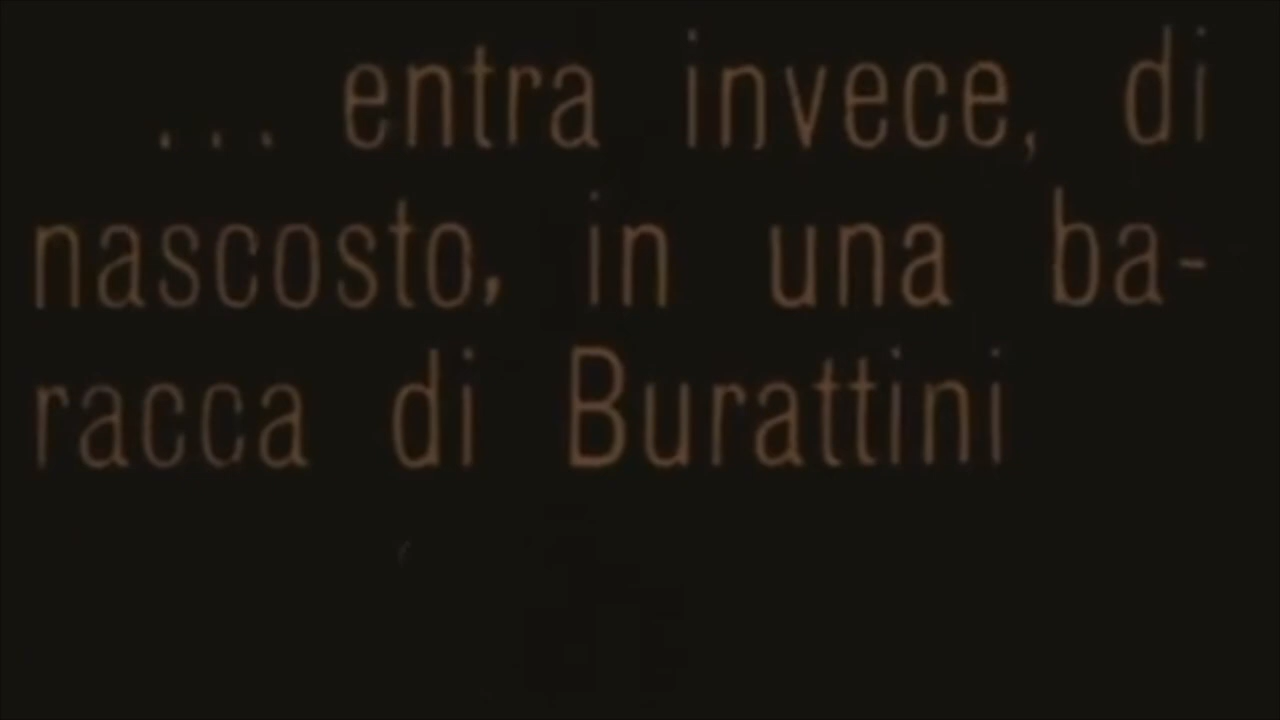 ... entra invece, di
nascosto, in una ba-
racca di Burattini